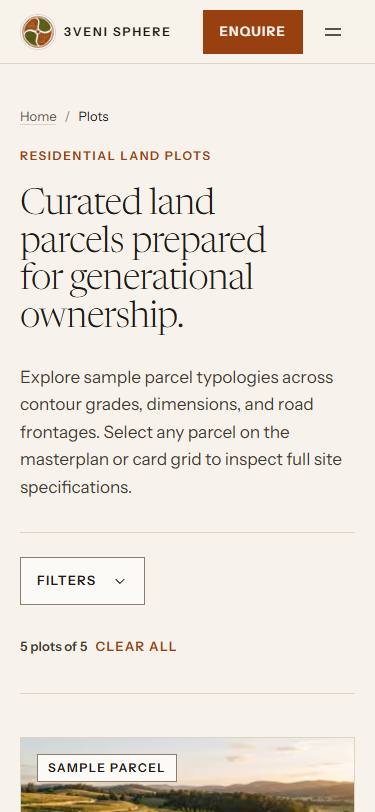 3VENI SPHERE
ENQUIRE
Home / Plots
RESIDENTIAL LAND PLOTS
Curated land
parcels prepared
for generational
ownership.
Explore sample parcel typologies across
contour grades, dimensions, and road
frontages. Select any parcel on the
masterplan or card grid to inspect full site
specifications.
FILTERS
5 plots of 5 CLEAR ALL
SAMPLE PARCEL